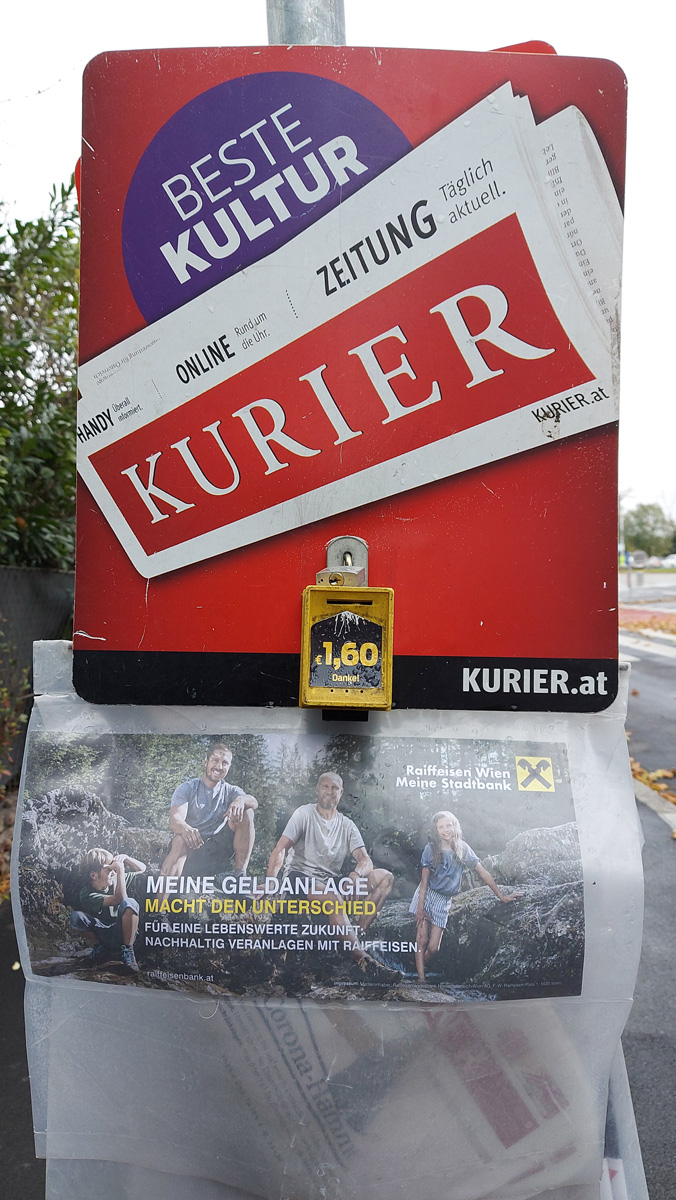 BESTE
KULTUR
HANDY Überall
informiert.
ONLINE Rund um
die Uhr.
ZEITUNG Täglich
aktuell.
KURIER
KURIER.at
€1,60
Danke!
KURIER.at
Raiffeisen Wien
Meine Stadtbank
MEINE GELDANLAGE
MACHT DEN UNTERSCHIED.
FÜR EINE LEBENSWERTE ZUKUNFT:
NACHHALTIG VERANLAGEN MIT RAIFFEISEN.
raiffeisenbank.at
Corona-